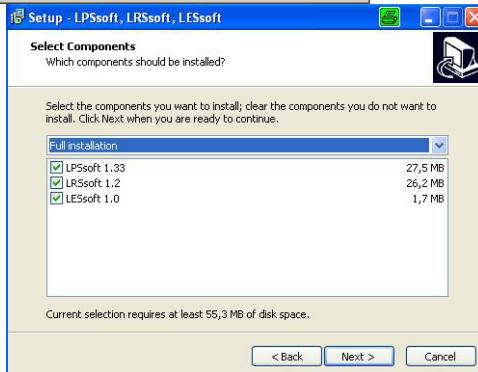 Setup - LPSsoft, LRSsoft, LESsoft
Select Components
Which components should be installed?
Select the components you want to install; clear the components you do not want to
install. Click Next when you are ready to continue.
Full installation
LPSsoft 1.33 27,5 MB
LRSsoft 1.2 26,2 MB
LESsoft 1.0 1,7 MB
Current selection requires at least 55,3 MB of disk space.
< Back Next > Cancel